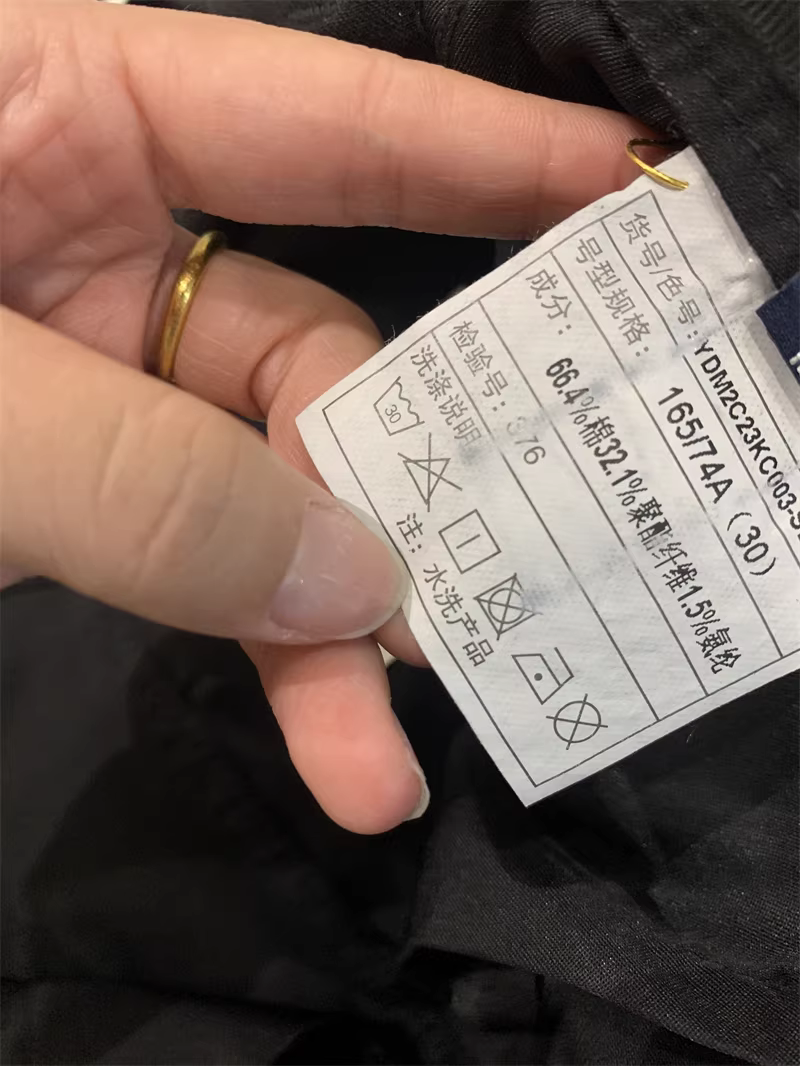 货号/色号：YDM2C23KC003-
号型规格：165/74A（30）
成分：66.4%棉32.1%聚酯纤维1.5%氨纶
检验号：376
洗涤说明
30
注：水洗产品